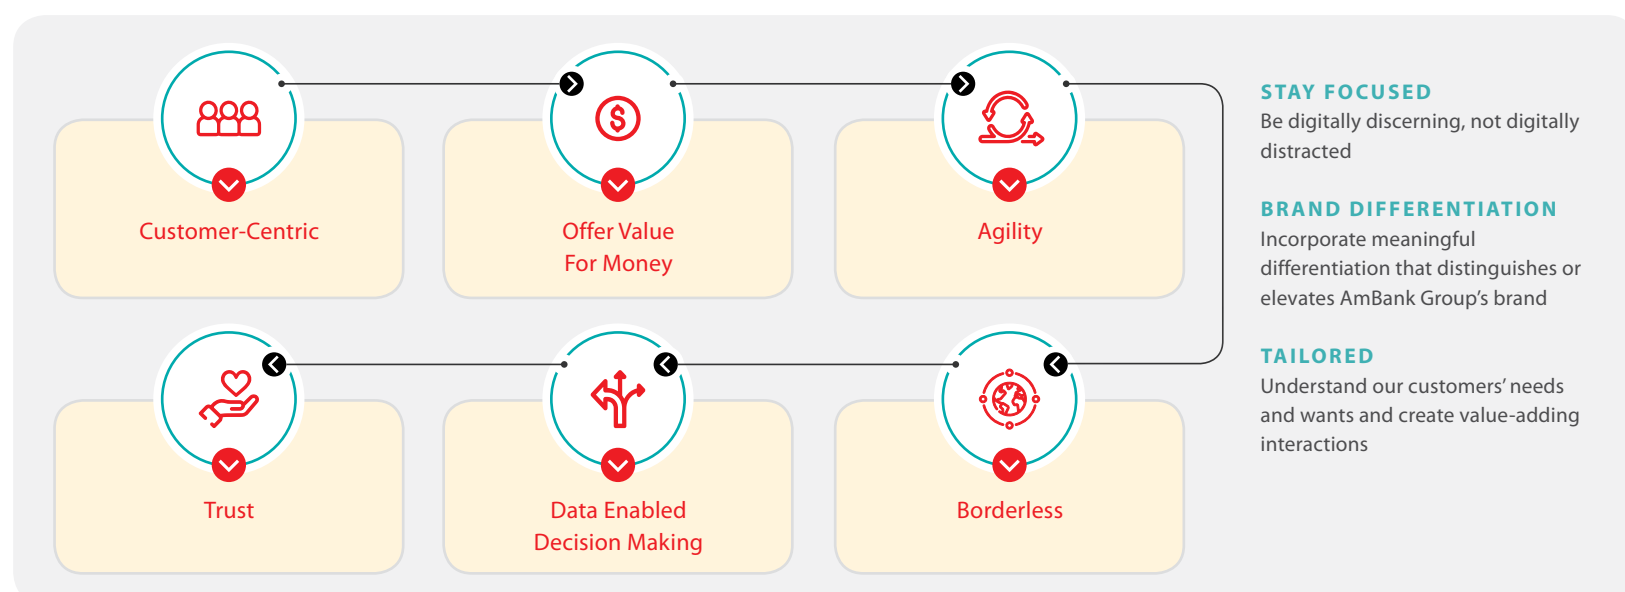 Customer-Centric
Offer Value
For Money
Agility
Trust
Data Enabled
Decision Making
Borderless
STAY FOCUSED
Be digitally discerning, not digitally
distracted
BRAND DIFFERENTIATION
Incorporate meaningful
differentiation that distinguishes or
elevates AmBank Group’s brand
TAILORED
Understand our customers’ needs
and wants and create value-adding
interactions